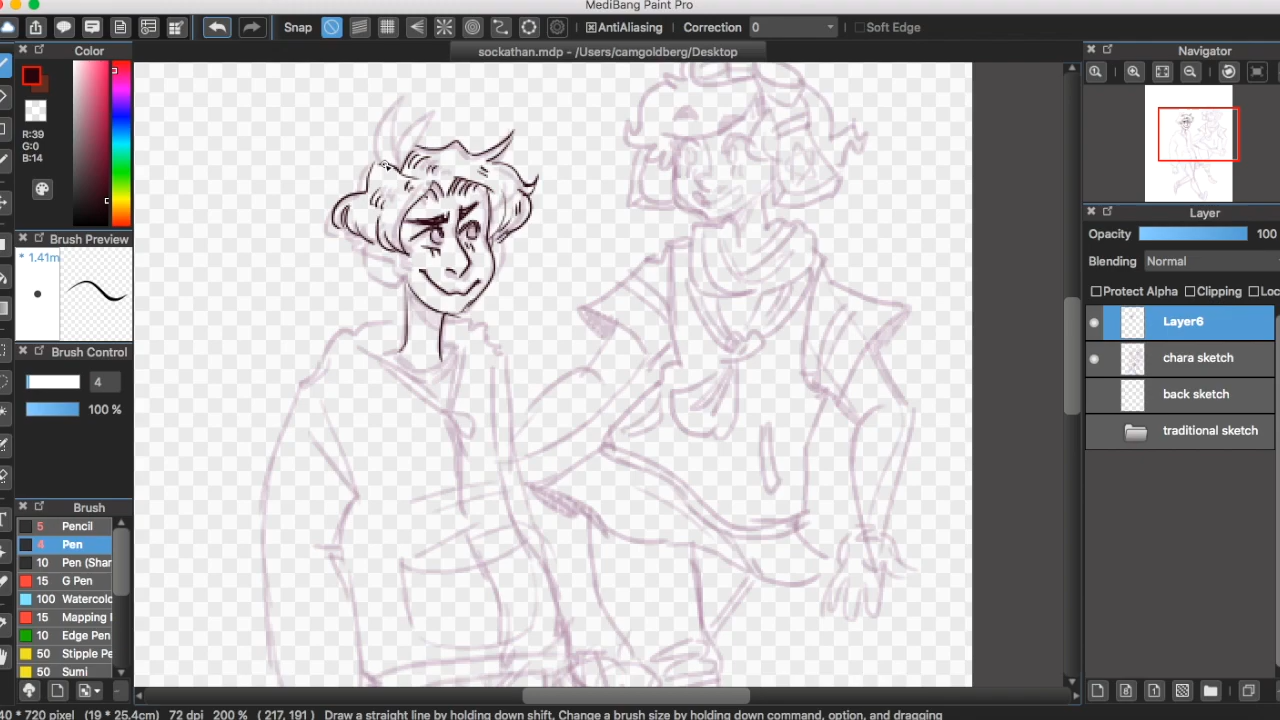 MediBang Paint Pro
Snap
AntiAliasing
Correction 0
Soft Edge
sockathan.mdp - /Users/camgoldberg/Desktop
Color
R:39
G:0
B:14
Brush Preview
* 1.41m
Brush Control
4
100 %
Brush
5 Pencil
4 Pen
10 Pen (Shar
15 G Pen
100 Watercolo
15 Mapping
10 Edge Pen
50 Stipple Pe
50 Sumi
Navigator
Layer
Opacity 100
Blending Normal
Protect Alpha Clipping Loc
Layer6
chara sketch
back sketch
traditional sketch
40 * 720 pixel (19 * 25.4cm) 72 dpi 200 % ( 217, 191 ) Draw a straight line by holding down shift, Change a brush size by holding down command, option, and dragging